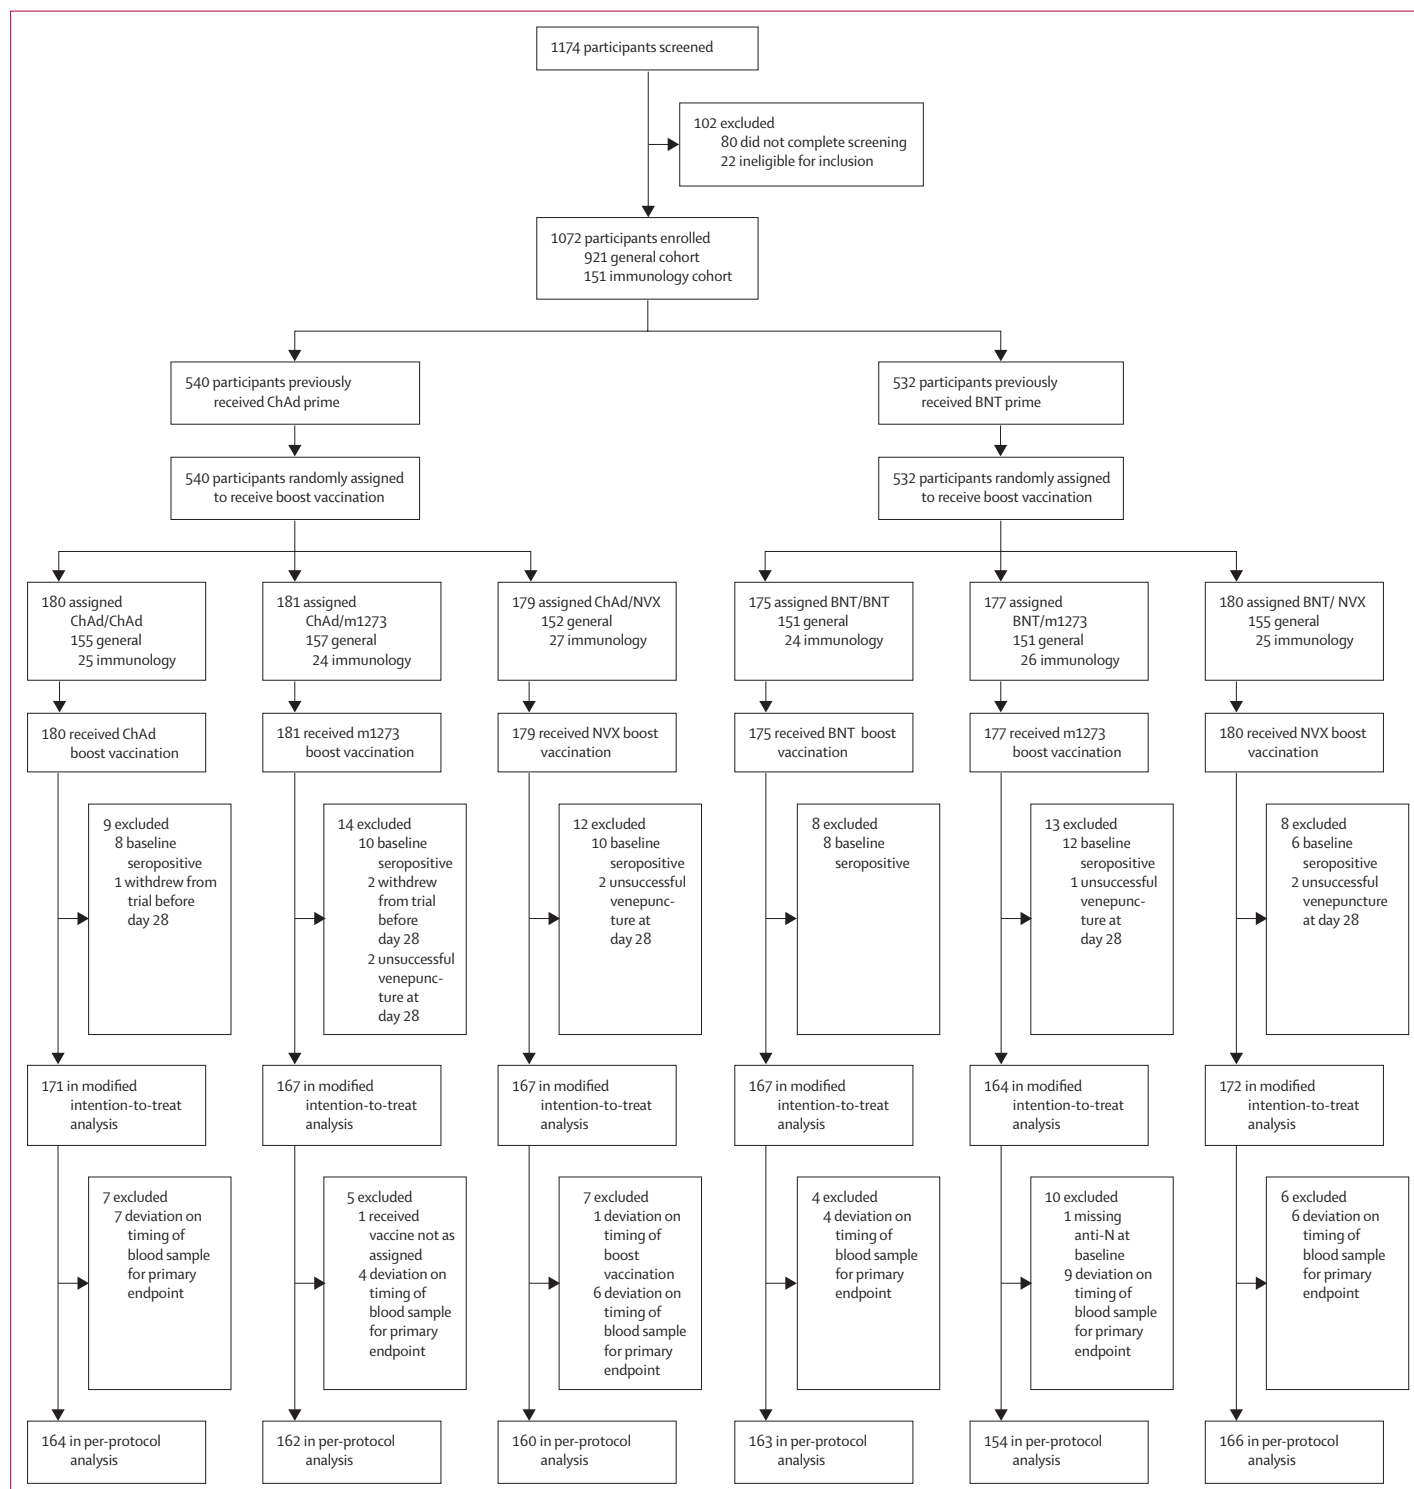 1174 participants screened
102 excluded
80 did not complete screening
22 ineligible for inclusion
1072 participants enrolled
921 general cohort
151 immunology cohort
540 participants previously
received ChAd prime
532 participants previously
received BNT prime
540 participants randomly assigned
to receive boost vaccination
532 participants randomly assigned
to receive boost vaccination
180 assigned
ChAd/ChAd
155 general
25 immunology
181 assigned
ChAd/m1273
157 general
24 immunology
179 assigned ChAd/NVX
152 general
27 immunology
175 assigned BNT/BNT
151 general
24 immunology
177 assigned
BNT/m1273
151 general
26 immunology
180 assigned BNT/ NVX
155 general
25 immunology
180 received ChAd
boost vaccination
181 received m1273
boost vaccination
179 received NVX boost
vaccination
175 received BNT boost
vaccination
177 received m1273
boost vaccination
180 received NVX boost
vaccination
9 excluded
8 baseline
seropositive
1 withdrew from
trial before
day 28
14 excluded
10 baseline
seropositive
2 withdrew
from trial
before
day 28
2 unsuccessful
venepunc-
ture at
day 28
12 excluded
10 baseline
seropositive
2 unsuccessful
venepunc-
ture at
day 28
8 excluded
8 baseline
seropositive
13 excluded
12 baseline
seropositive
1 unsuccessful
venepunc-
ture at
day 28
8 excluded
6 baseline
seropositive
2 unsuccessful
venepuncture
at day 28
171 in modified
intention-to-treat
analysis
167 in modified
intention-to-treat
analysis
167 in modified
intention-to-treat
analysis
167 in modified
intention-to-treat
analysis
164 in modified
intention-to-treat
analysis
172 in modified
intention-to-treat
analysis
7 excluded
7 deviation on
timing of
blood sample
for primary
endpoint
5 excluded
1 received
vaccine not as
assigned
4 deviation on
timing of
blood sample
for primary
endpoint
7 excluded
1 deviation on
timing of
boost
vaccination
6 deviation on
timing of
blood sample
for primary
endpoint
4 excluded
4 deviation on
timing of
blood sample
for primary
endpoint
10 excluded
1 missing
anti-N at
baseline
9 deviation on
timing of
blood sample
for primary
endpoint
6 excluded
6 deviation on
timing of
blood sample
for primary
endpoint
164 in per-protocol
analysis
162 in per-protocol
analysis
160 in per-protocol
analysis
163 in per-protocol
analysis
154 in per-protocol
analysis
166 in per-protocol
analysis